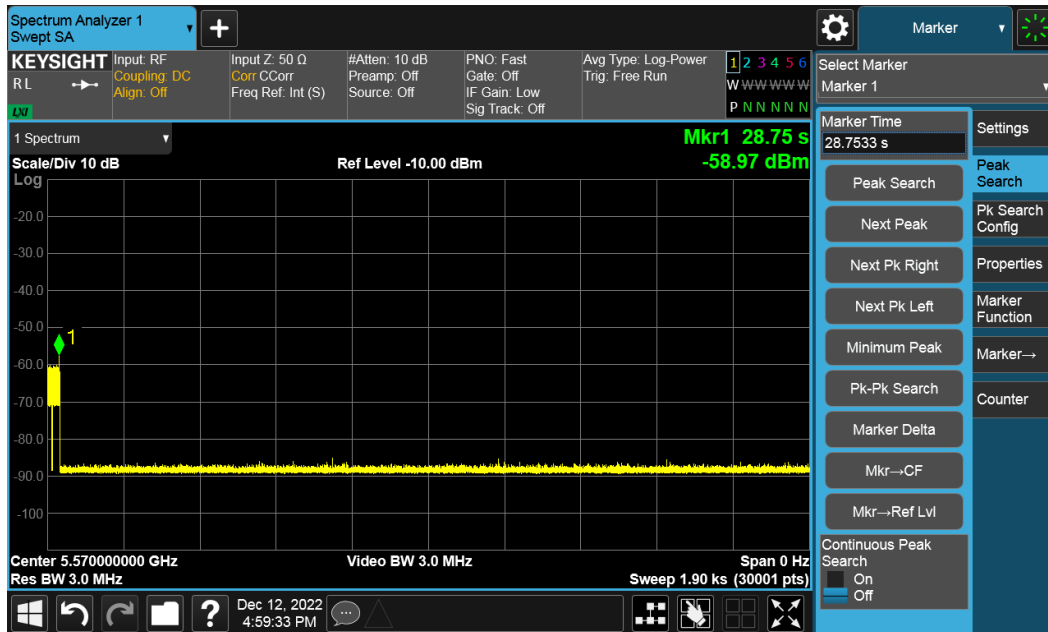 Spectrum Analyzer 1
Swept SA
Marker
KEYSIGHT
R L
LXI
Input: RF
Coupling: DC
Align: Off
Input Z: 50 Ω
Corr CCorr
Freq Ref: Int (S)
#Atten: 10 dB
Preamp: Off
Source: Off
PNO: Fast
Gate: Off
IF Gain: Low
Sig Track: Off
Avg Type: Log-Power
Trig: Free Run
1 2 3 4 5 6
W W W W W W
P N N N N N
Select Marker
Marker 1
1 Spectrum
Mkr1 28.75 s
-58.97 dBm
Scale/Div 10 dB
Ref Level -10.00 dBm
Log
-20.0
-30.0
-40.0
-50.0
-60.0
-70.0
-80.0
-90.0
-100
1
Center 5.570000000 GHz
Video BW 3.0 MHz
Span 0 Hz
Res BW 3.0 MHz
Sweep 1.90 ks (30001 pts)
Marker Time
28.7533 s
Peak Search
Next Peak
Next Pk Right
Next Pk Left
Minimum Peak
Pk-Pk Search
Marker Delta
Mkr→CF
Mkr→Ref Lvl
Continuous Peak
Search
On
Off
Settings
Peak
Search
Pk Search
Config
Properties
Marker
Function
Marker→
Counter
?
Dec 12, 2022
4:59:33 PM